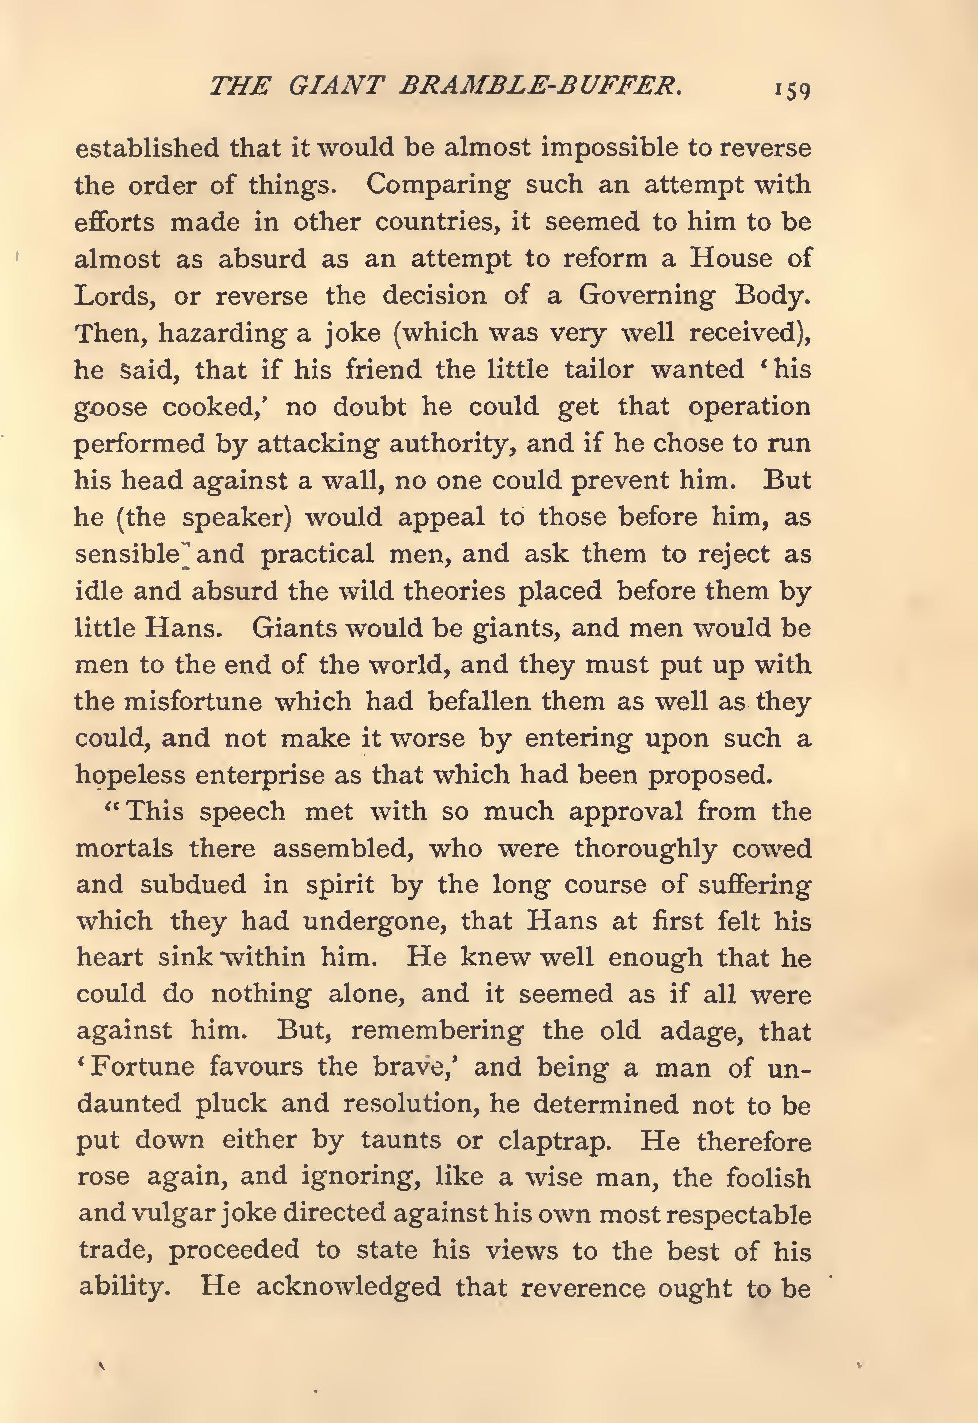 THE GIANT BRAMBLE-BUFFER. 159
established that it would be almost impossible to reverse
the order of things. Comparing such an attempt with
efforts made in other countries, it seemed to him to be
almost as absurd as an attempt to reform a House of
Lords, or reverse the decision of a Governing Body.
Then, hazarding a joke (which was very well received),
he said, that if his friend the little tailor wanted ‘his
goose cooked,’ no doubt he could get that operation
performed by attacking authority, and if he chose to run
his head against a wall, no one could prevent him. But
he (the speaker) would appeal to those before him, as
sensible and practical men, and ask them to reject as
idle and absurd the wild theories placed before them by
little Hans. Giants would be giants, and men would be
men to the end of the world, and they must put up with
the misfortune which had befallen them as well as they
could, and not make it worse by entering upon such a
hopeless enterprise as that which had been proposed.
“This speech met with so much approval from the
mortals there assembled, who were thoroughly cowed
and subdued in spirit by the long course of suffering
which they had undergone, that Hans at first felt his
heart sink within him. He knew well enough that he
could do nothing alone, and it seemed as if all were
against him. But, remembering the old adage, that
‘Fortune favours the brave,’ and being a man of un-
daunted pluck and resolution, he determined not to be
put down either by taunts or claptrap. He therefore
rose again, and ignoring, like a wise man, the foolish
and vulgar joke directed against his own most respectable
trade, proceeded to state his views to the best of his
ability. He acknowledged that reverence ought to be